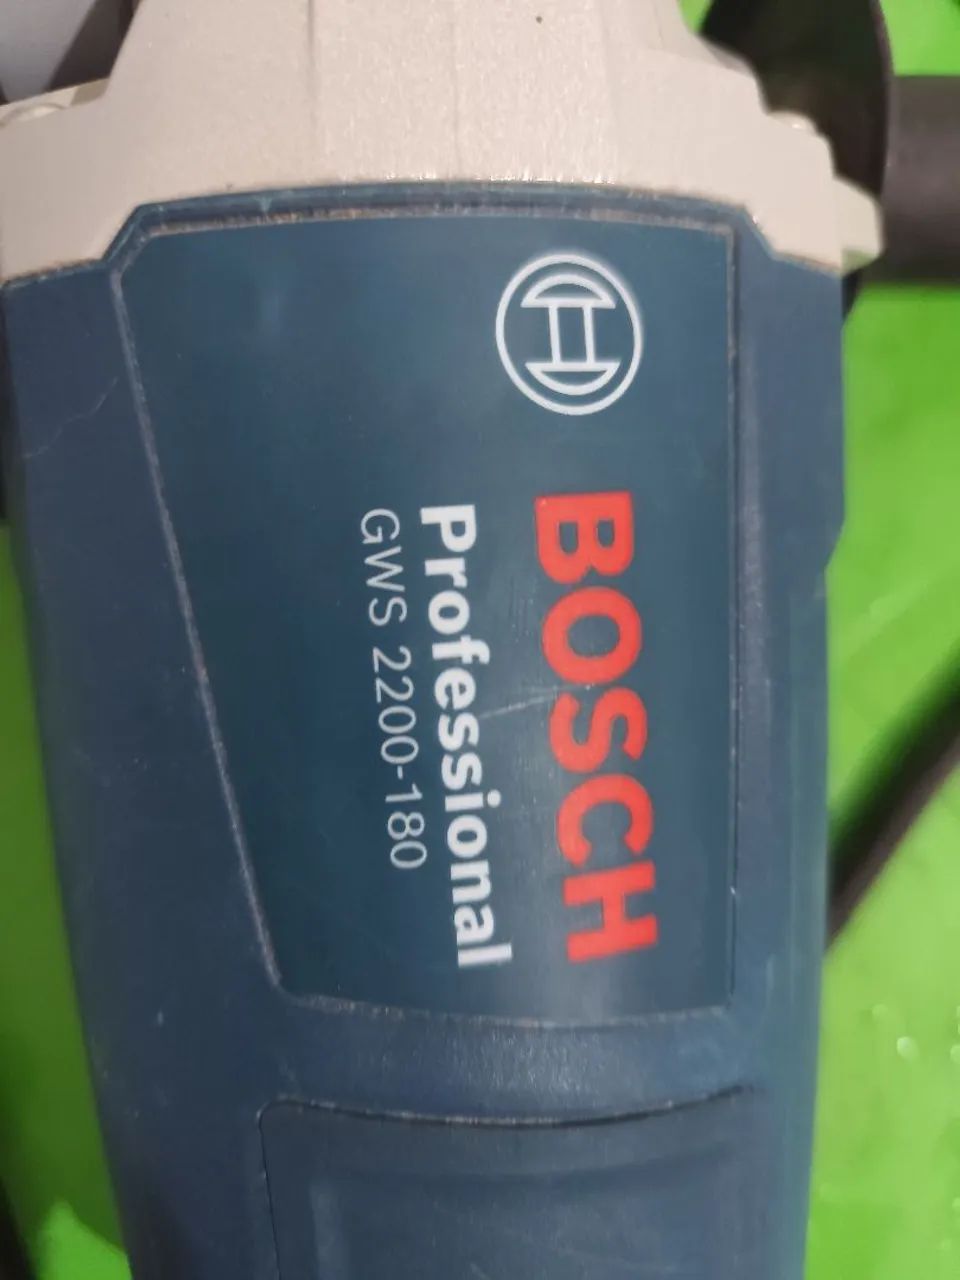 BOSCH
Professional
GWS 2200-180